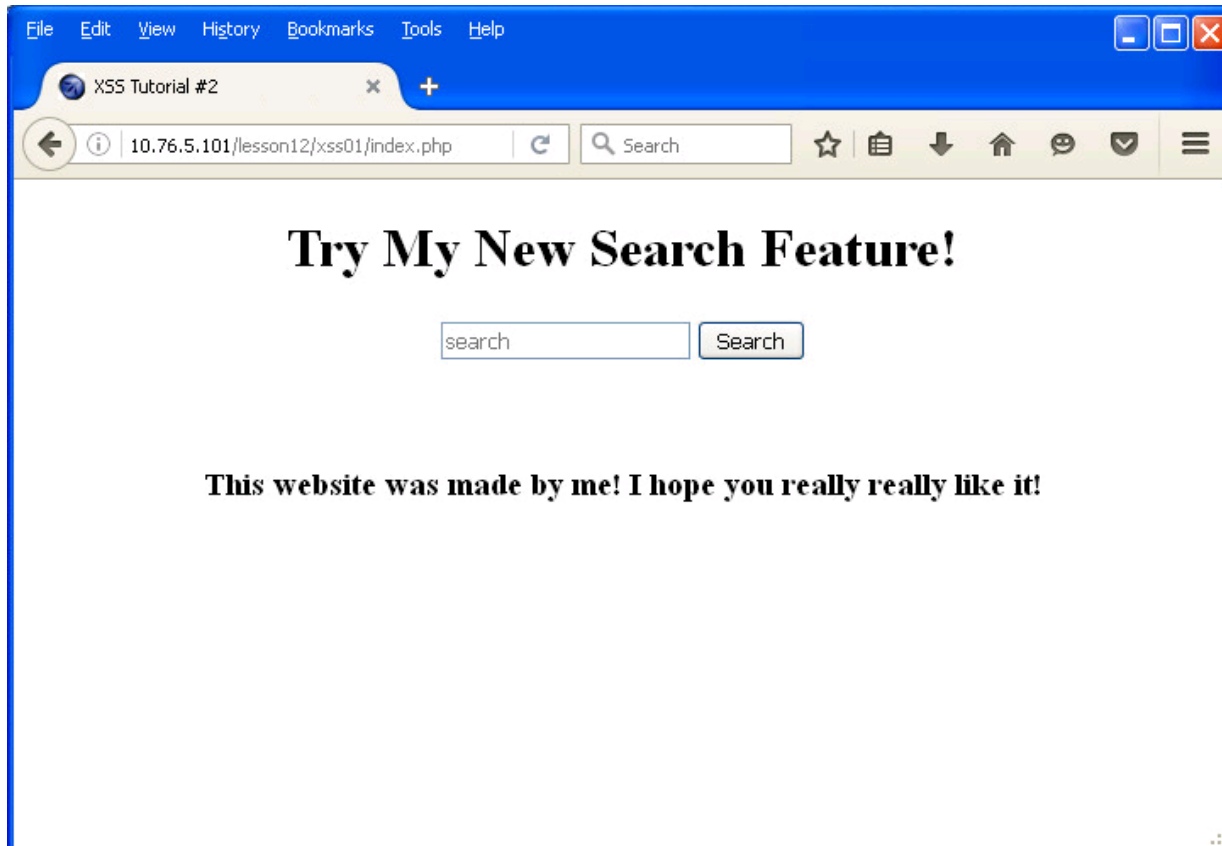 File Edit View History Bookmarks Tools Help
XSS Tutorial #2
10.76.5.101/lesson12/xss01/index.php Search
Try My New Search Feature!
search Search
This website was made by me! I hope you really really like it!